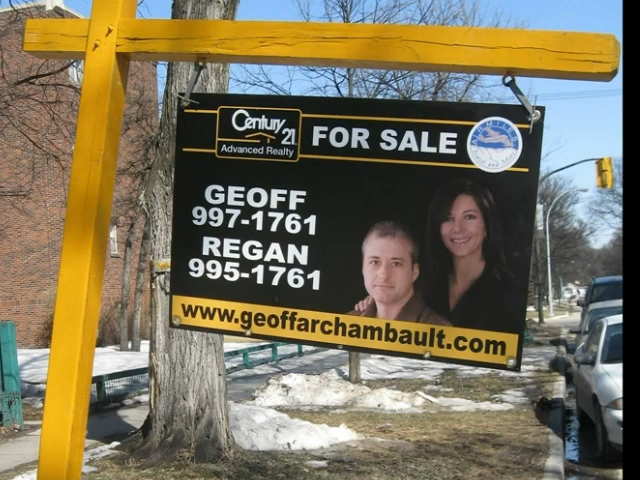 Century 21
Advanced Realty
FOR SALE
GEOFF
997-1761
REGAN
995-1761
www.geoffarchambault.com